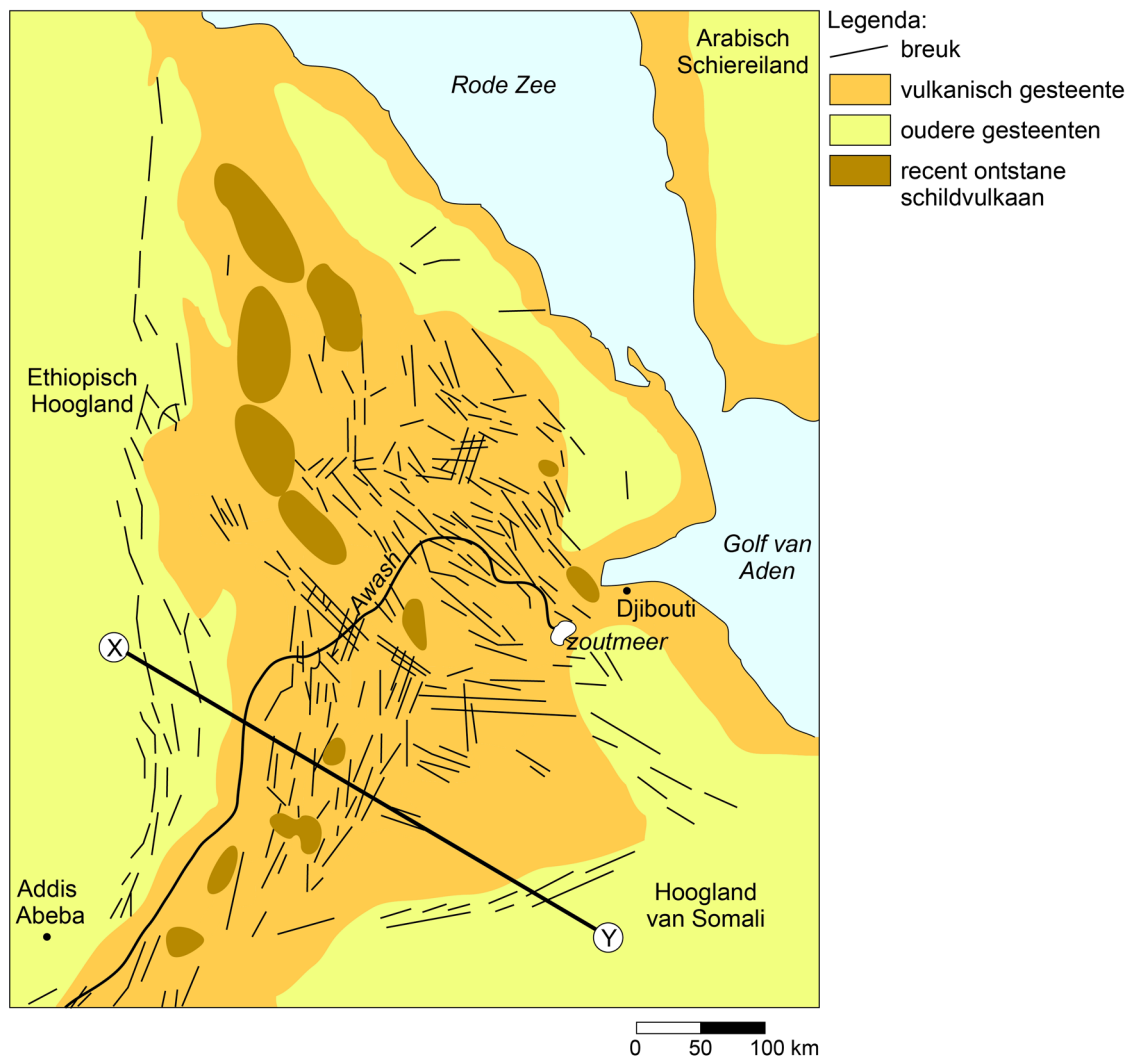 Legenda:
breuk
vulkanisch gesteente
oudere gesteenten
recent ontstane
schildvulkaan
Arabisch
Schiereiland
Rode Zee
Ethiopisch
Hoogland
Golf van
Aden
Awash
Djibouti
zoutmeer
X
Addis
Abeba
Hoogland
van Somali
Y
0 50 100 km